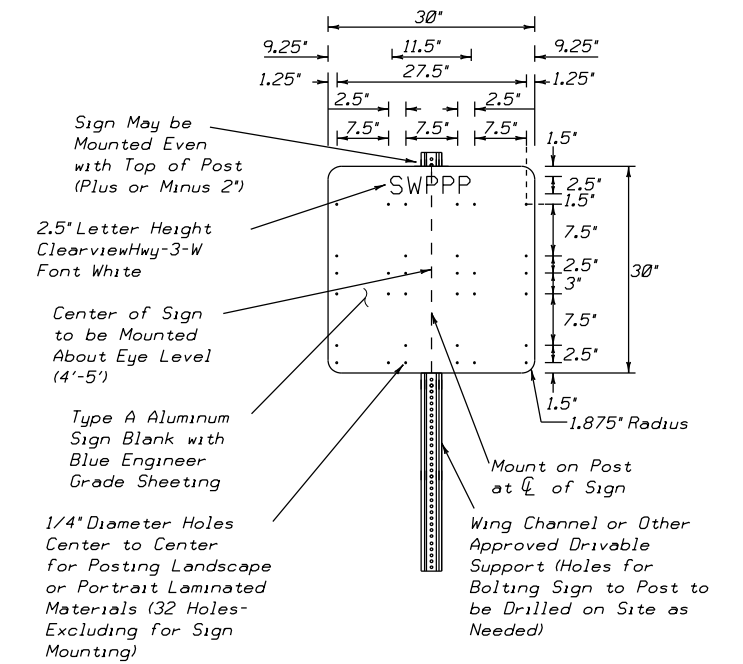 30"
9.25" 11.5" 9.25"
1.25" 27.5" 1.25"
2.5" 2.5"
7.5" 7.5" 7.5"
1.5"
Sign May be
Mounted Even
with Top of Post
(Plus or Minus 2")
SWPPP
2.5"
1.5"
2.5" Letter Height
ClearviewHwy-3-W
Font White
7.5"
2.5"
30"
3"
Center of Sign
to be Mounted
About Eye Level
(4'-5')
7.5"
2.5"
1.5"
1.875" Radius
Type A Aluminum
Sign Blank with
Blue Engineer
Grade Sheeting
Mount on Post
at ℄ of Sign
1/4" Diameter Holes
Center to Center
for Posting Landscape
or Portrait Laminated
Materials (32 Holes-
Excluding for Sign
Mounting)
Wing Channel or Other
Approved Drivable
Support (Holes for
Bolting Sign to Post to
be Drilled on Site as
Needed)